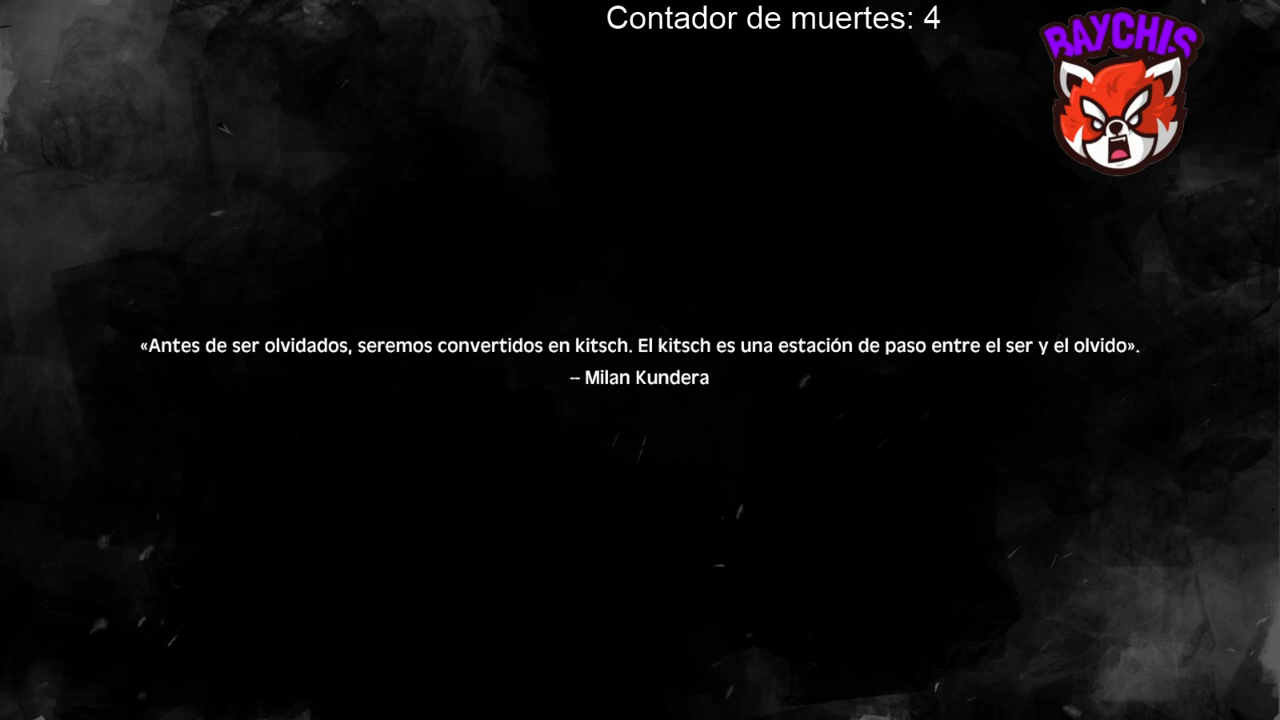 Contador de muertes: 4
BAYCHIS
«Antes de ser olvidados, seremos convertidos en kitsch. El kitsch es una estación de paso entre el ser y el olvido».
-- Milan Kundera